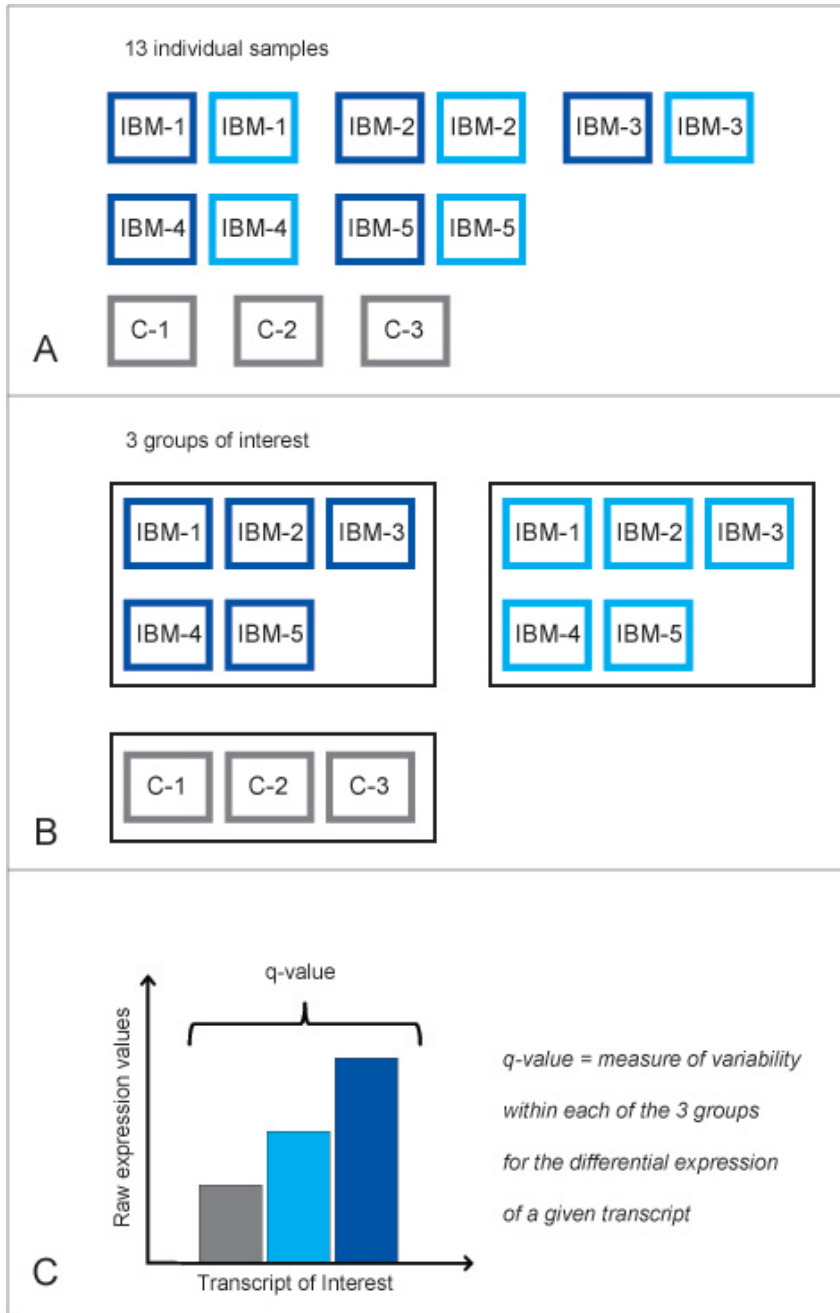 13 individual samples
IBM-1 IBM-1 IBM-2 IBM-2 IBM-3 IBM-3
IBM-4 IBM-4 IBM-5 IBM-5
C-1 C-2 C-3
A
3 groups of interest
IBM-1 IBM-2 IBM-3 IBM-1 IBM-2 IBM-3
IBM-4 IBM-5 IBM-4 IBM-5
C-1 C-2 C-3
B
q-value
Raw expression values
Transcript of Interest
q-value = measure of variability
within each of the 3 groups
for the differential expression
of a given transcript
C